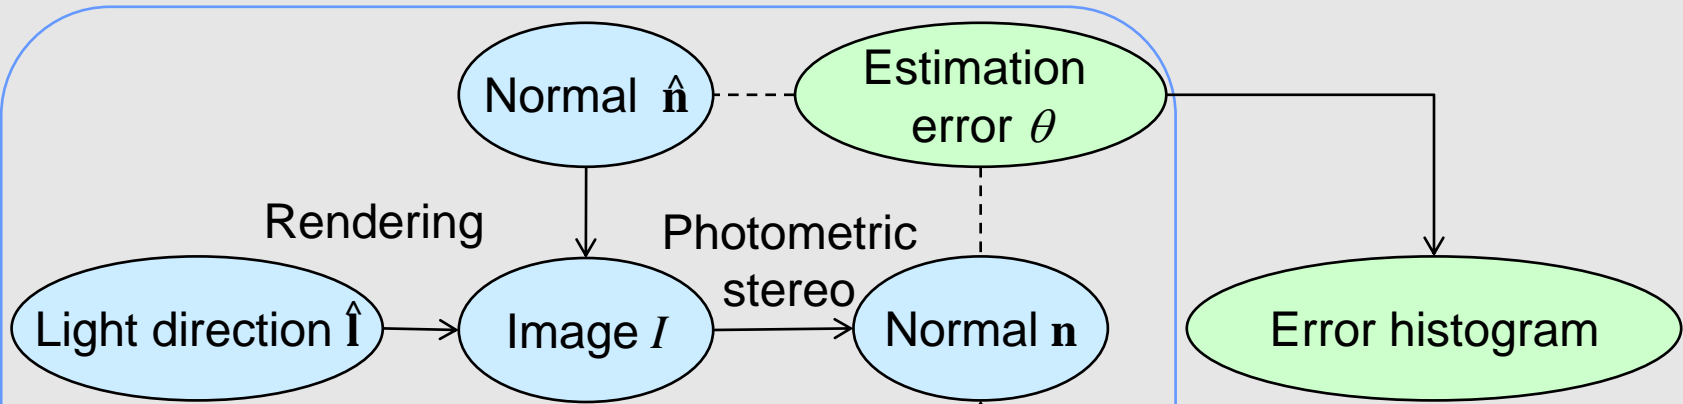 Normal n̂
Estimation
error θ
Rendering
Photometric
stereo
Light direction l̂
Image I
Normal n
Error histogram